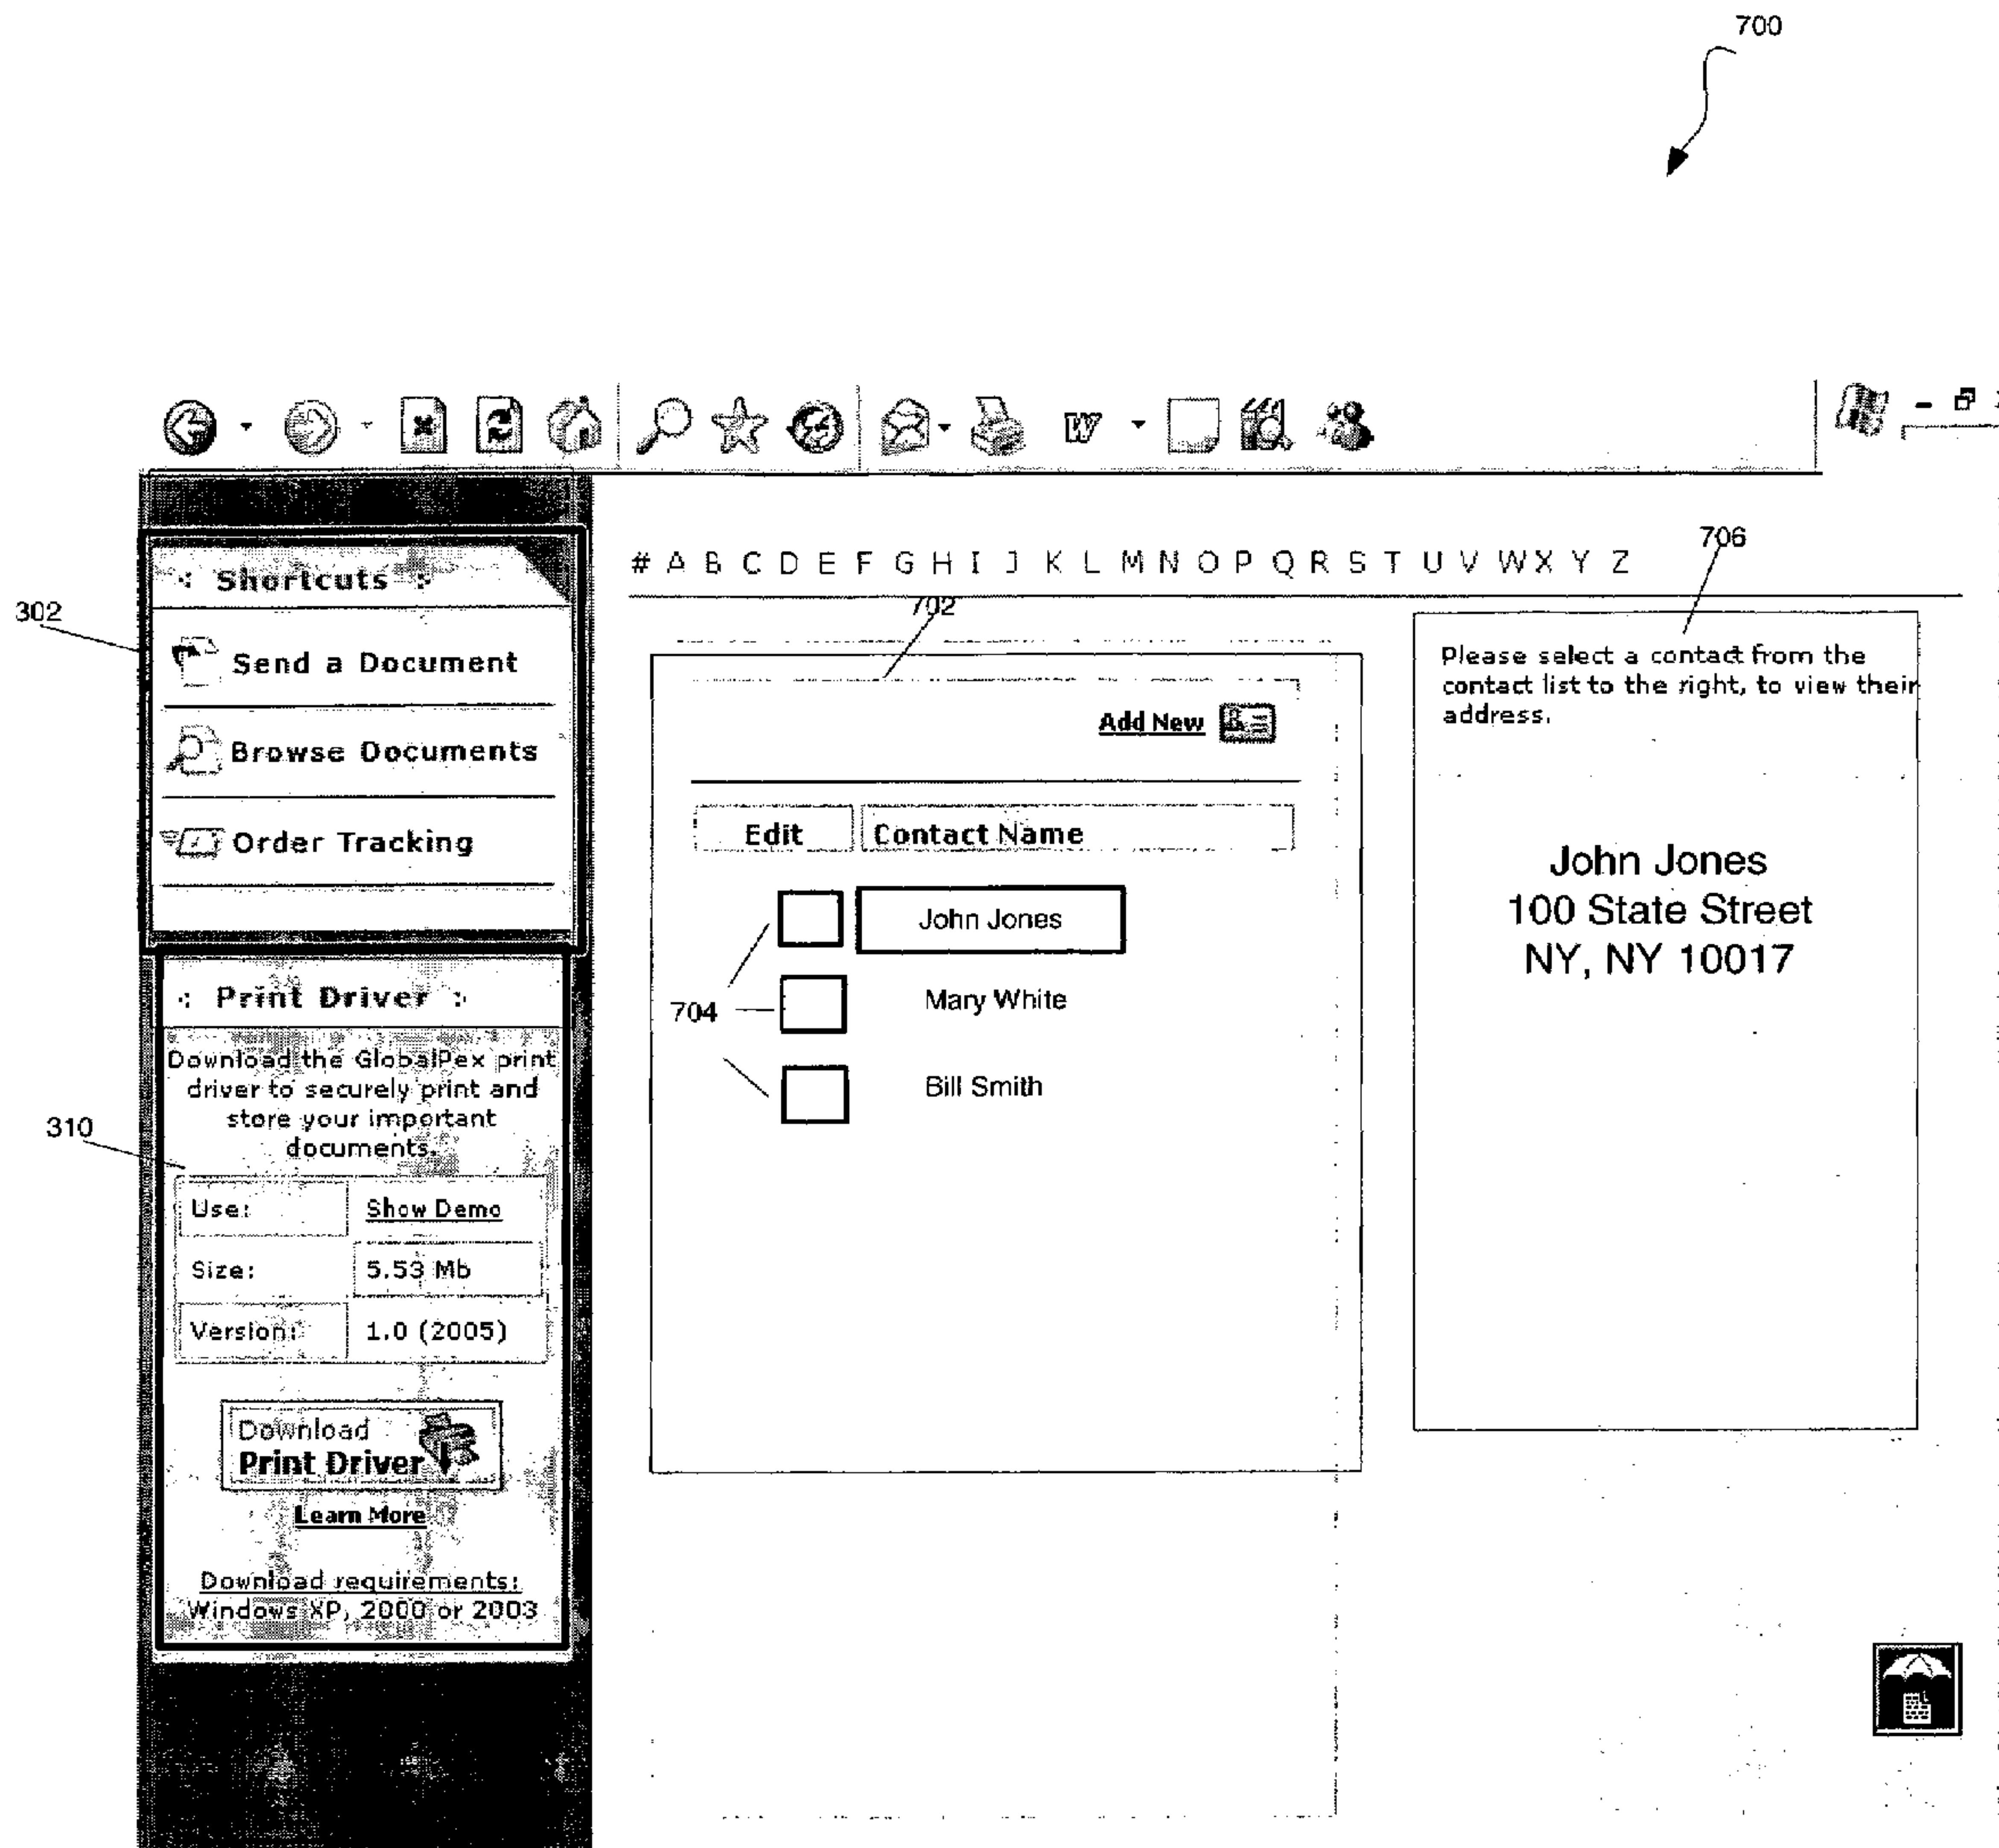 700
W
# A B C D E F G H I J K L M N O P Q R S T U V W X Y Z
706
302
702
Shortcuts
Send a Document
Browse Documents
Order Tracking
Add New
Edit
Contact Name
John Jones
Mary White
Bill Smith
704
Please select a contact from the
contact list to the right, to view their
address.
John Jones
100 State Street
NY, NY 10017
: Print Driver :
Download the GlobalPex print
driver to securely print and
store your important
documents.
310
Use:
Show Demo
Size:
5.53 Mb
Version:
1.0 (2005)
Download
Print Driver
Learn More
Download requirements:
Windows XP, 2000 or 2003